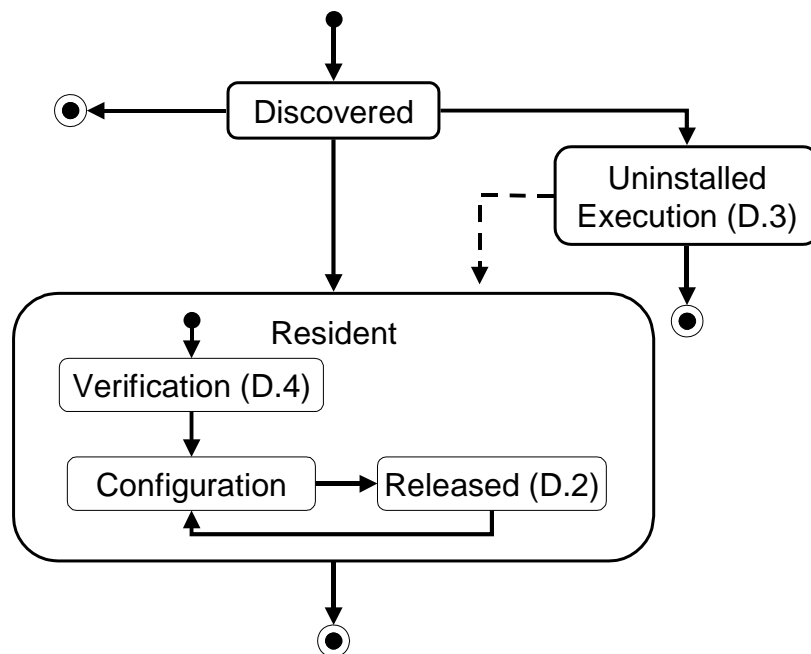 Discovered
Uninstalled
Execution (D.3)
Resident
Verification (D.4)
Configuration
Released (D.2)